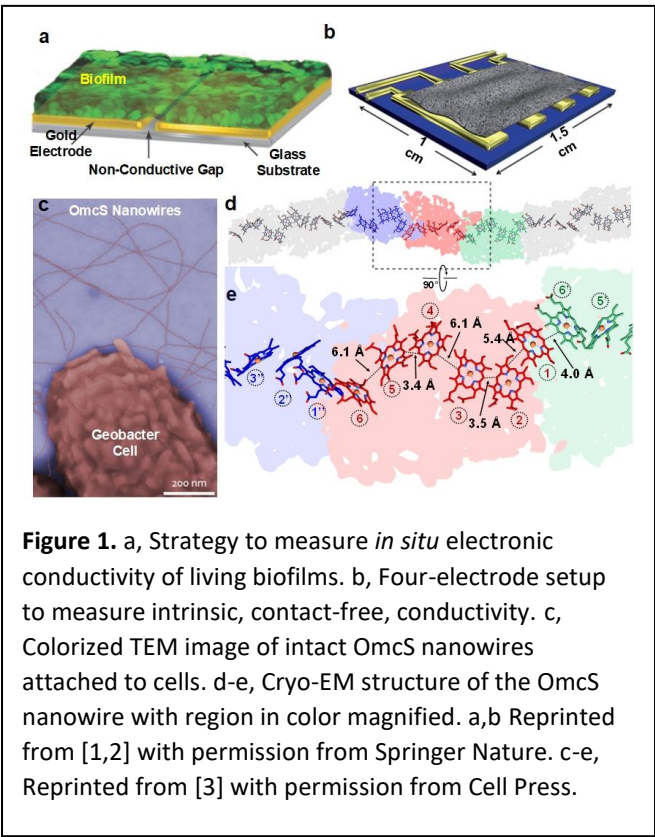 a
b
Biofilm
Gold
Electrode
Non-Conductive Gap
Glass
Substrate
1
cm
1.5
cm
c
OmcS Nanowires
Geobacter
Cell
200 nm
d
90°
e
3''
2''
1''
6
6.1 Å
5
3.4 Å
4
6.1 Å
3
3.5 Å
2
5.4 Å
1
4.0 Å
6'
5'
Figure 1. a, Strategy to measure in situ electronic
conductivity of living biofilms. b, Four-electrode setup
to measure intrinsic, contact-free, conductivity. c,
Colorized TEM image of intact OmcS nanowires
attached to cells. d-e, Cryo-EM structure of the OmcS
nanowire with region in color magnified. a,b Reprinted
from [1,2] with permission from Springer Nature. c-e,
Reprinted from [3] with permission from Cell Press.